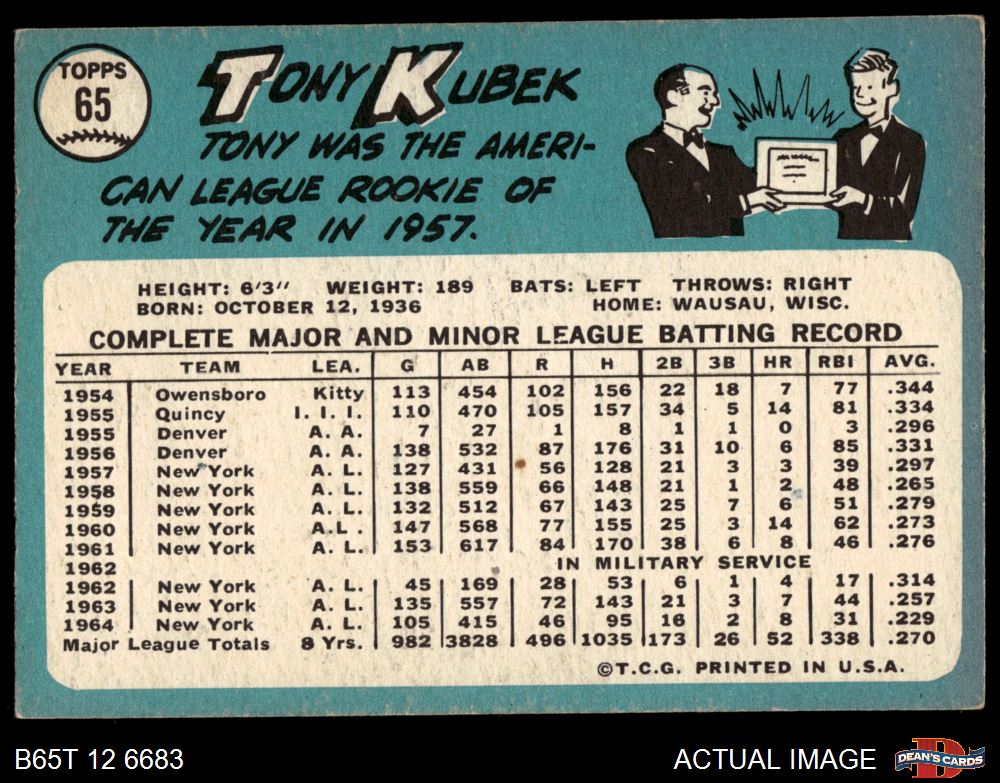 TOPPS
65
TONY KUBEK
TONY WAS THE AMERI-
CAN LEAGUE ROOKIE OF
THE YEAR IN 1957.
HEIGHT: 6'3" WEIGHT: 189 BATS: LEFT THROWS: RIGHT
BORN: OCTOBER 12, 1936 HOME: WAUSAU, WISC.
COMPLETE MAJOR AND MINOR LEAGUE BATTING RECORD
YEAR TEAM LEA. G AB R H 2B 3B HR RBI AVG.
1954 Owensboro Kitty 113 454 102 156 22 18 7 77 .344
1955 Quincy I. I. I. 110 470 105 157 34 5 14 81 .334
1955 Denver A. A. 7 27 1 8 1 1 0 3 .296
1956 Denver A. A. 138 532 87 176 31 10 6 85 .331
1957 New York A. L. 127 431 56 128 21 3 3 39 .297
1958 New York A. L. 138 559 66 148 21 1 2 48 .265
1959 New York A. L. 132 512 67 143 25 7 6 51 .279
1960 New York A.L . 147 568 77 155 25 3 14 62 .273
1961 New York A. L. 153 617 84 170 38 6 8 46 .276
1962 IN MILITARY SERVICE
1962 New York A. L. 45 169 28 53 6 1 4 17 .314
1963 New York A. L. 135 557 72 143 21 3 7 44 .257
1964 New York A. L. 105 415 46 95 16 2 8 31 .229
Major League Totals 8 Yrs. 982 3828 496 1035 173 26 52 338 .270
©T.C.G. PRINTED IN U.S.A.
B65T 12 6683 ACTUAL IMAGE D DEAN'S CARDS